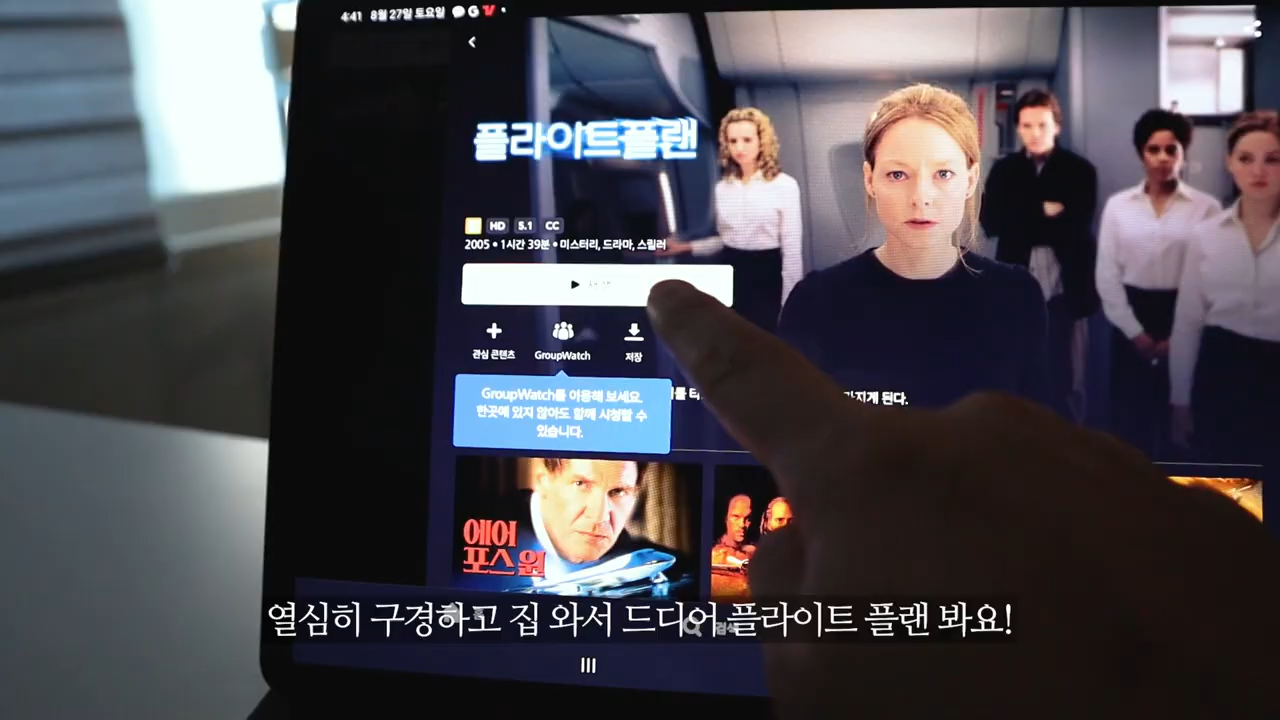 4:41 8월 27일 토요일
플라이트플랜
HD 5.1 CC
2005 • 1시간 39분 • 미스터리, 드라마, 스릴러
관심 콘텐츠
GroupWatch
저장
GroupWatch를 이용해 보세요.
한곳에 있지 않아도 함께 시청할 수
있습니다.
를
가지게 된다.
에어
포스 원
검색
열심히 구경하고 집 와서 드디어 플라이트 플랜 봐요!